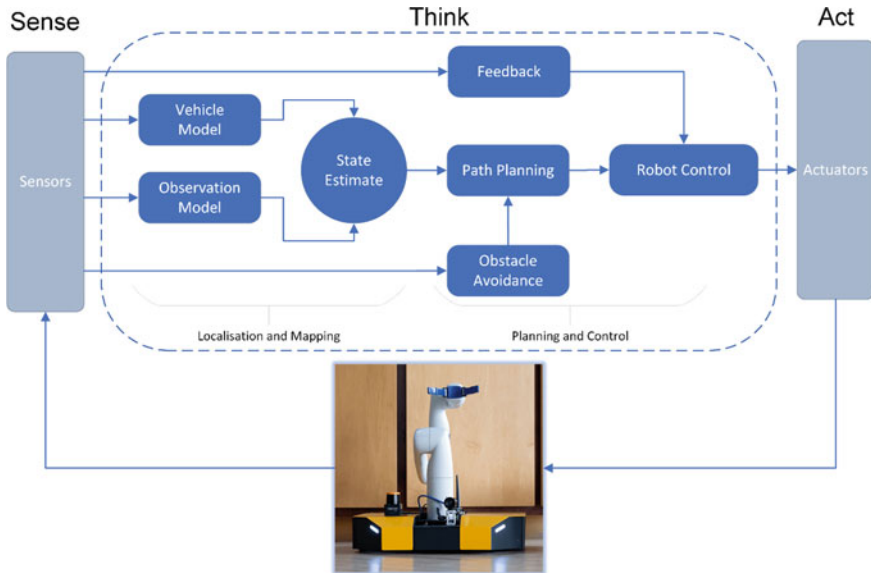 Sense
Think
Act
Sensors
Feedback
Vehicle
Model
State
Estimate
Path Planning
Robot Control
Actuators
Observation
Model
Obstacle
Avoidance
Localisation and Mapping
Planning and Control